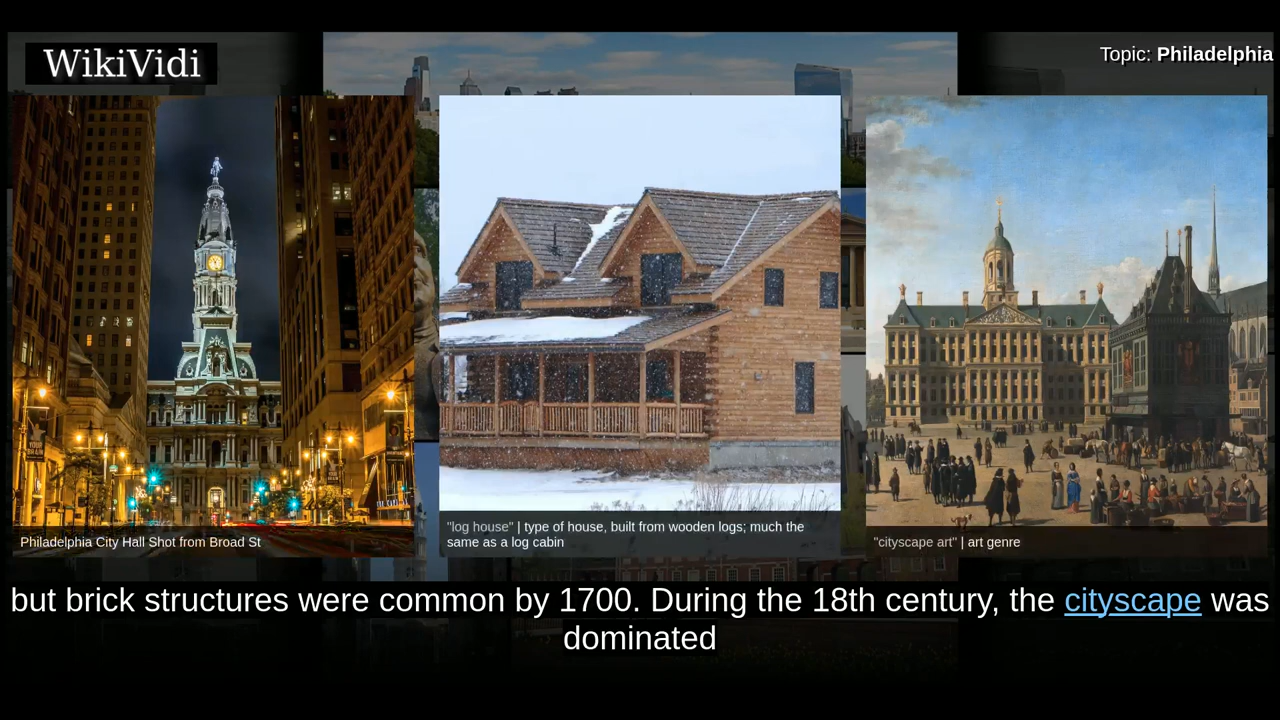 WikiVidi
Topic: Philadelphia
Philadelphia City Hall Shot from Broad St
"log house" | type of house, built from wooden logs; much the
same as a log cabin
"cityscape art" | art genre
but brick structures were common by 1700. During the 18th century, the cityscape was
dominated